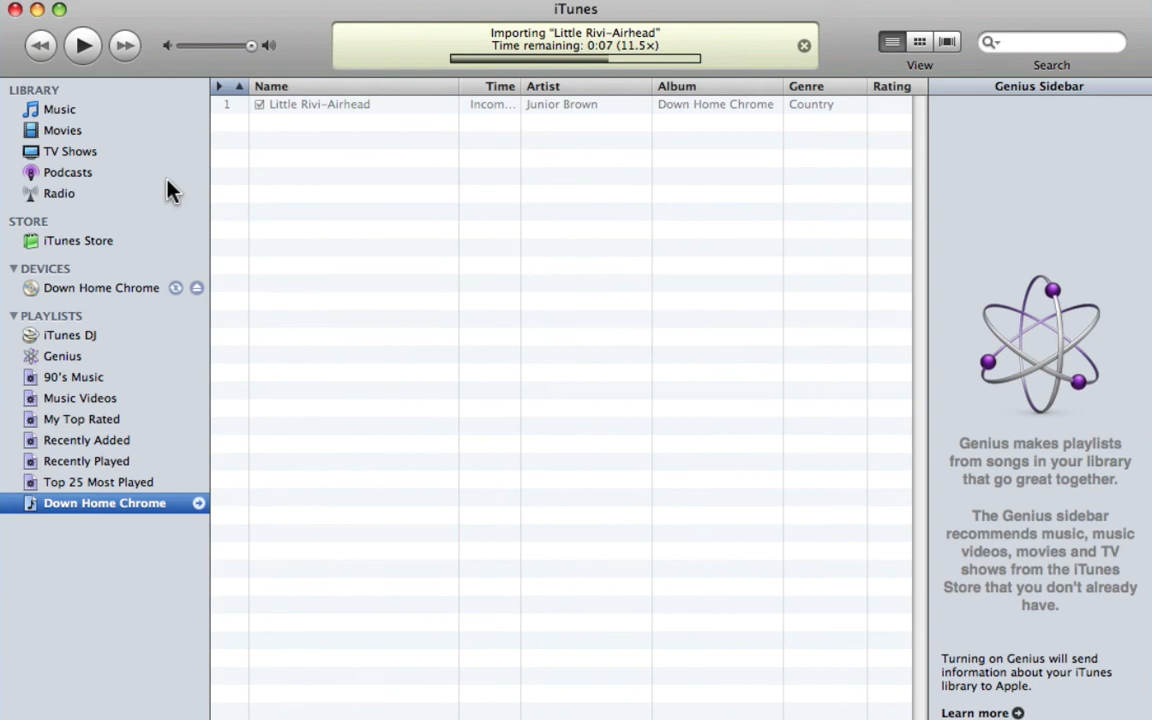 iTunes
Importing “Little Rivi-Airhead”
Time remaining: 0:07 (11.5×)
View
Search
LIBRARY
Music
Movies
TV Shows
Podcasts
Radio
STORE
iTunes Store
DEVICES
Down Home Chrome
PLAYLISTS
iTunes DJ
Genius
90's Music
Music Videos
My Top Rated
Recently Added
Recently Played
Top 25 Most Played
Down Home Chrome
Name Time Artist Album Genre Rating
1 Little Rivi-Airhead Incom... Junior Brown Down Home Chrome Country
Genius Sidebar
Genius makes playlists
from songs in your library
that go great together.
The Genius sidebar
recommends music, music
videos, movies and TV
shows from the iTunes
Store that you don't already
have.
Turning on Genius will send
information about your iTunes
library to Apple.
Learn more